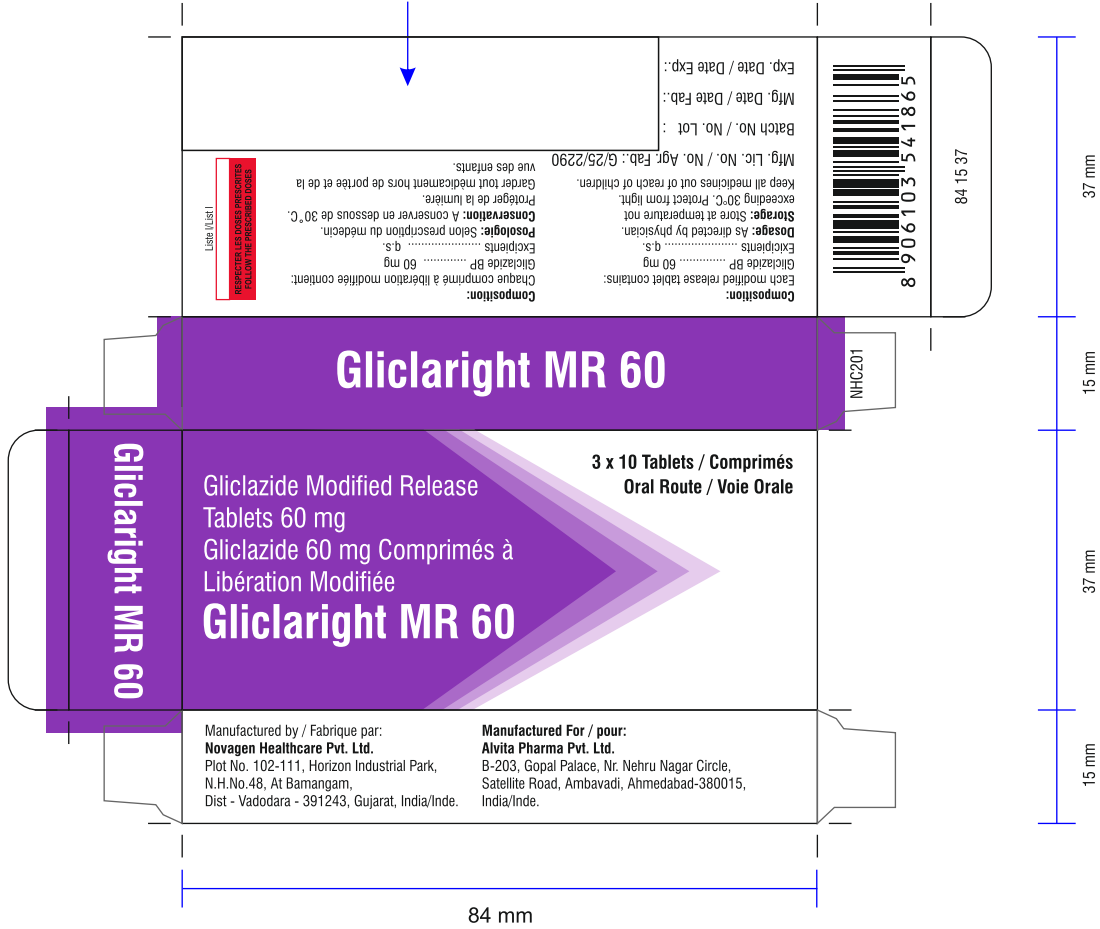 Exp. Date / Date Exp.:
Mfg. Date / Date Fab.:
Batch No. / No. Lot :
Mfg. Lic. No. / No. Agr. Fab.: G/25/2290
Composition:
Each modified release tablet contains:
Gliclazide BP .............. 60 mg
Exicipients ..................... q.s.
Dosage: As directed by physician.
Storage: Store at temperature not
exceeding 30°C. Protect from light.
Keep all medicines out of reach of children.
Composition:
Chaque comprimé à libération modifiée contient:
Gliclazide BP ............. 60 mg
Excipients ..................... q.s.
Posologie: Selon prescription du médecin.
Conservation: A conserver en dessous de 30°C.
Protéger de la lumière.
Garder tout médicament hors de portée et de la
vue des enfants.
Liste I/List I
RESPECTER LES DOSES PRESCRITES
FOLLOW THE PRESCRIBED DOSES
8 906103 541865
84 15 37
37 mm
Gliclaright MR 60
NHC201
15 mm
Gliclaright MR 60
Gliclazide Modified Release
Tablets 60 mg
Gliclazide 60 mg Comprimés à
Libération Modifiée
Gliclaright MR 60
3 x 10 Tablets / Comprimés
Oral Route / Voie Orale
37 mm
Manufactured by / Fabrique par:
Novagen Healthcare Pvt. Ltd.
Plot No. 102-111, Horizon Industrial Park,
N.H.No.48, At Bamangam,
Dist - Vadodara - 391243, Gujarat, India/Inde.
Manufactured For / pour:
Alvita Pharma Pvt. Ltd.
B-203, Gopal Palace, Nr. Nehru Nagar Circle,
Satellite Road, Ambavadi, Ahmedabad-380015,
India/Inde.
15 mm
84 mm